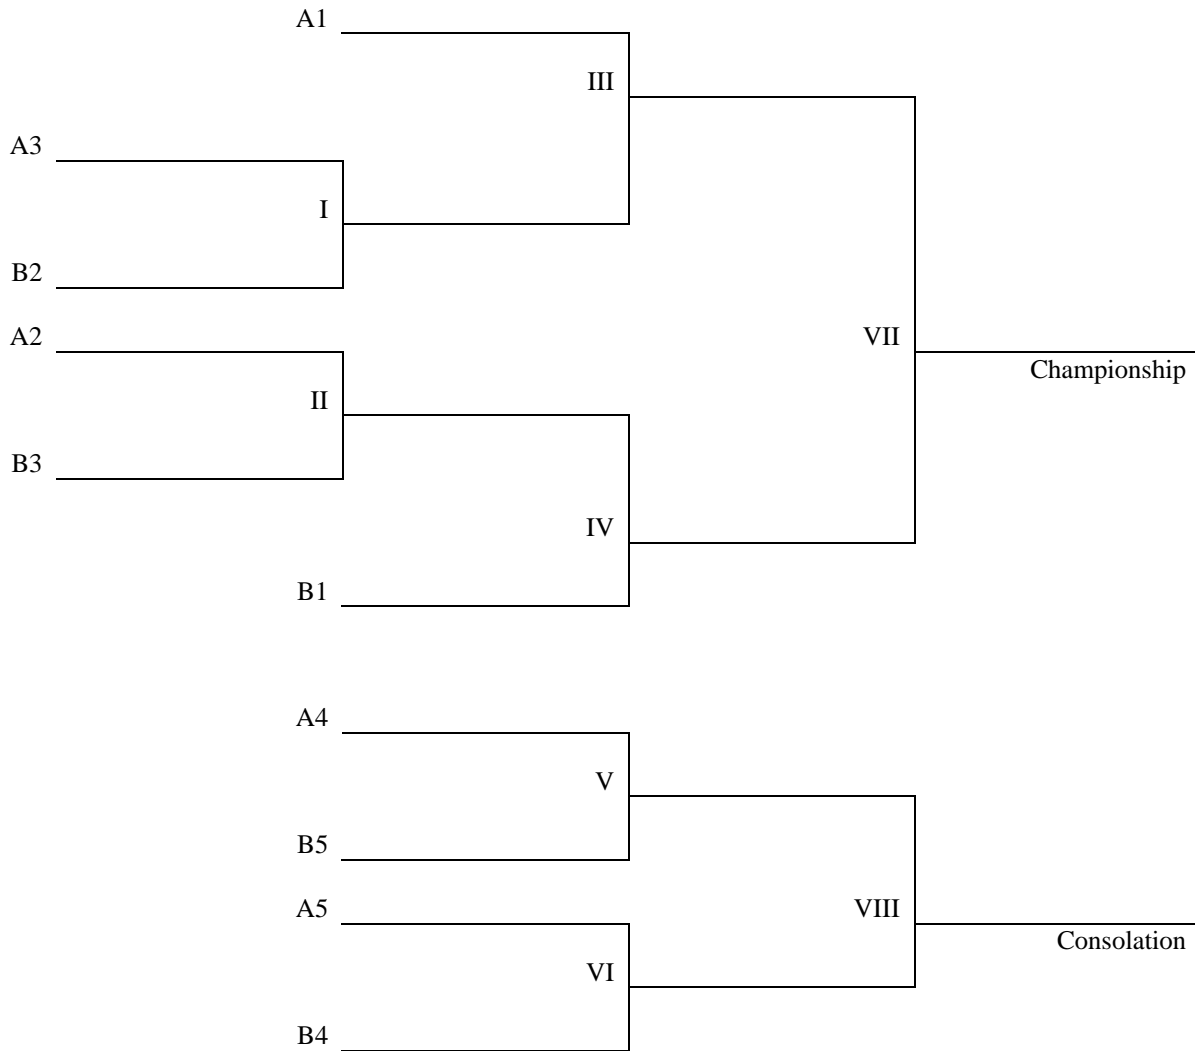 A1
III
A3
I
B2
A2
VII
Championship
II
B3
IV
B1
A4
V
B5
A5
VIII
Consolation
VI
B4